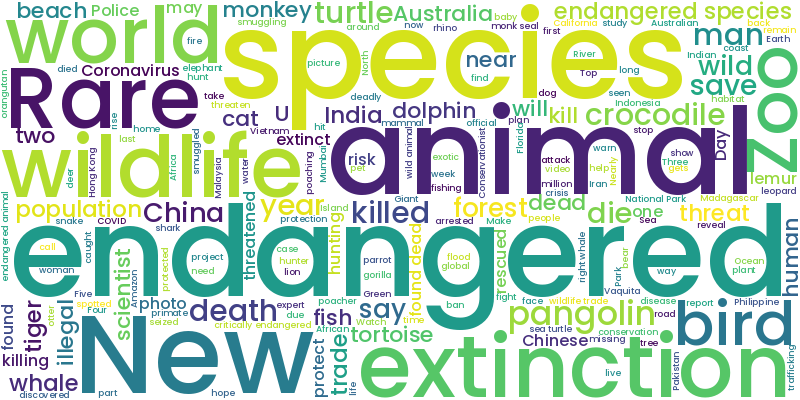 beach
Police
may
smuggling
monkey
turtle
baby
Australia
around
now
rhino
monk seal
endangered species
California
study
Australian
back
first
remain
Earth
world
fire
species
picture
North
near
find
River
Top
long
man
coast
Indian
wild
seen
save
habitat
Zoo
orangutan
died
Coronavirus
elephant
hunt
Rare
take
threaten
deadly
dog
Indonesia
rise
home
cat
Vietnam
U
India
hit
mammal
dolphin
official
plan
will
Florida
kill
stop
crocodile
two
last
extinct
Mumbai
risk
pet
wild animal
exotic
week
fishing
Conservationist
animal
attack
video
million
crisis
help
Iran
warn
Nearly
show
Three
gets
Day
lemur
leopard
wildlife
deer
Hong Kong
Africa
smuggled
Malaysia
water
poaching
National Park
Madagascar
endangered animal
population
snake
COVID
China
shark
threatened
year
island
protection
hunting
killed
Giant
arrested
forest
Make
people
dead
die
one
sea
threat
reveal
human
call
woman
caught
protected
project
need
case
hunter
lion
parrot
gorilla
found dead
flood
global
rescued
right whale
Park
bear
way
Ocean
plant
endangered
found
tiger
otter
Five
spotted
Four
illegal
Amazon
scientist
photo
primate
seized
death
expert
due
critically endangered
poacher
African
fish
Green
Watch
say
time
ban
fight
face
wildlife trade
pangolin
Vaquita
disease
conservation
report
road
Philippine
bird
killing
whale
discovered
part
New
hope
protect
life
trade
tortoise
sea turtle
Chinese
missing
tree
live
extinction
Pakistan
trafficking